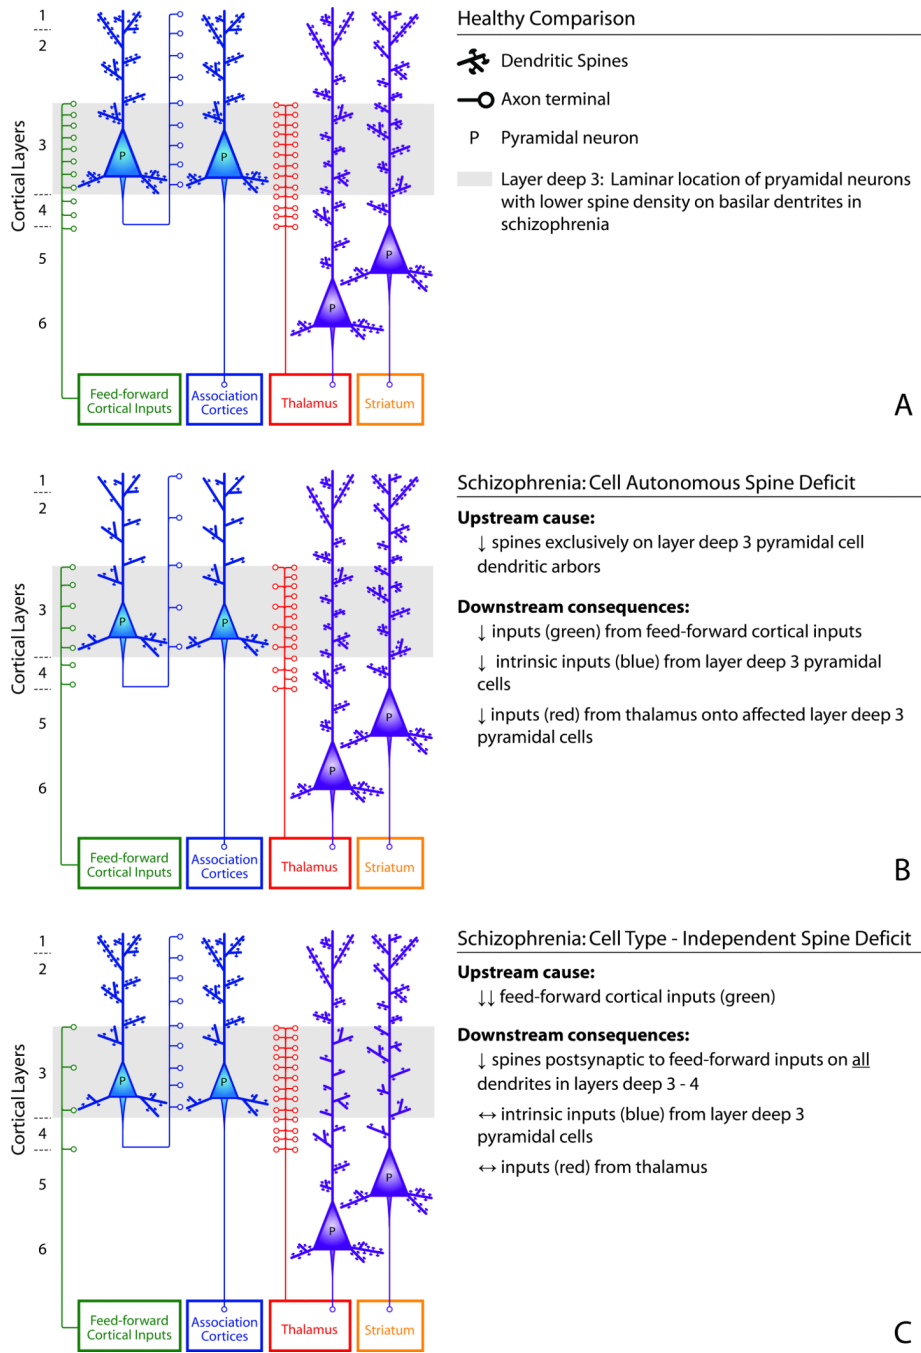 1
2
3
4
5
6
Cortical Layers
P
P
P
P
Feed-forward
Cortical Inputs
Association
Cortices
Thalamus
Striatum
Healthy Comparison
Dendritic Spines
Axon terminal
P Pyramidal neuron
Layer deep 3: Laminar location of pryamidal neurons
with lower spine density on basilar dentrites in
schizophrenia
A
1
2
3
4
5
6
Cortical Layers
P
P
P
P
Feed-forward
Cortical Inputs
Association
Cortices
Thalamus
Striatum
Schizophrenia: Cell Autonomous Spine Deficit
Upstream cause:
↓ spines exclusively on layer deep 3 pyramidal cell
dendritic arbors
Downstream consequences:
↓ inputs (green) from feed-forward cortical inputs
↓ intrinsic inputs (blue) from layer deep 3 pyramidal
cells
↓ inputs (red) from thalamus onto affected layer deep 3
pyramidal cells
B
1
2
3
4
5
6
Cortical Layers
P
P
P
P
Feed-forward
Cortical Inputs
Association
Cortices
Thalamus
Striatum
Schizophrenia: Cell Type - Independent Spine Deficit
Upstream cause:
↓↓ feed-forward cortical inputs (green)
Downstream consequences:
↓ spines postsynaptic to feed-forward inputs on all
dendrites in layers deep 3 - 4
↔ intrinsic inputs (blue) from layer deep 3
pyramidal cells
↔ inputs (red) from thalamus
C